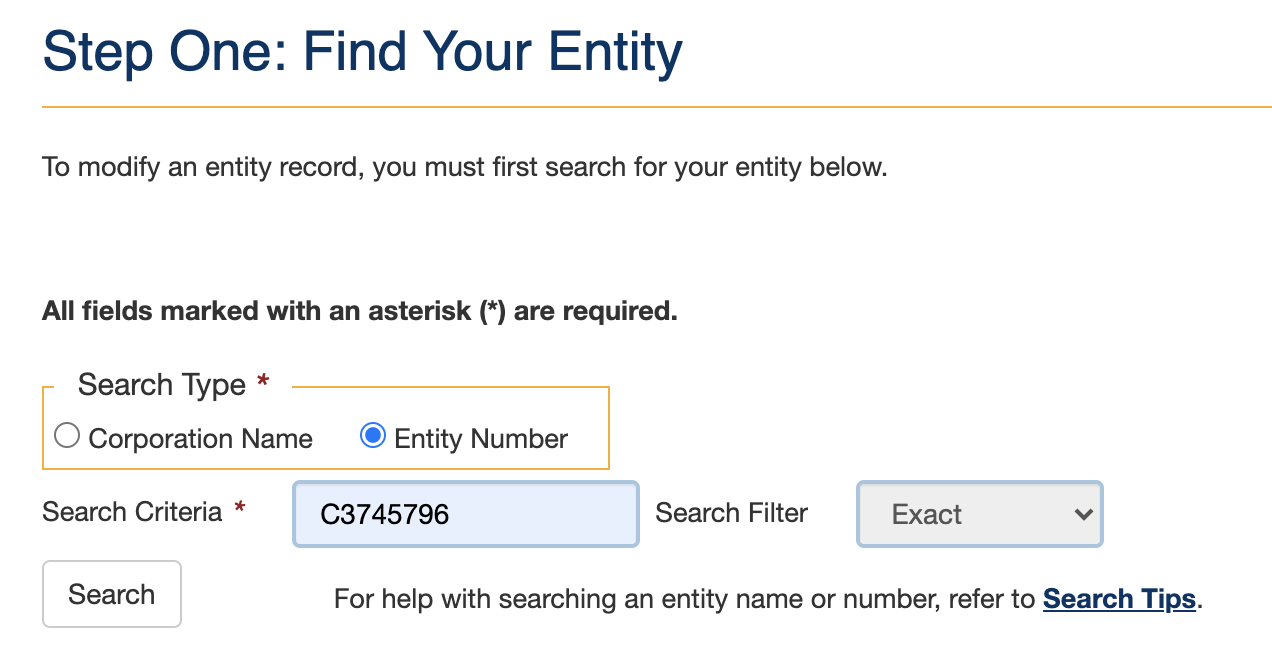 Step One: Find Your Entity
To modify an entity record, you must first search for your entity below.
All fields marked with an asterisk (*) are required.
Search Type *
Corporation Name Entity Number
Search Criteria * C3745796 Search Filter Exact
Search For help with searching an entity name or number, refer to Search Tips.